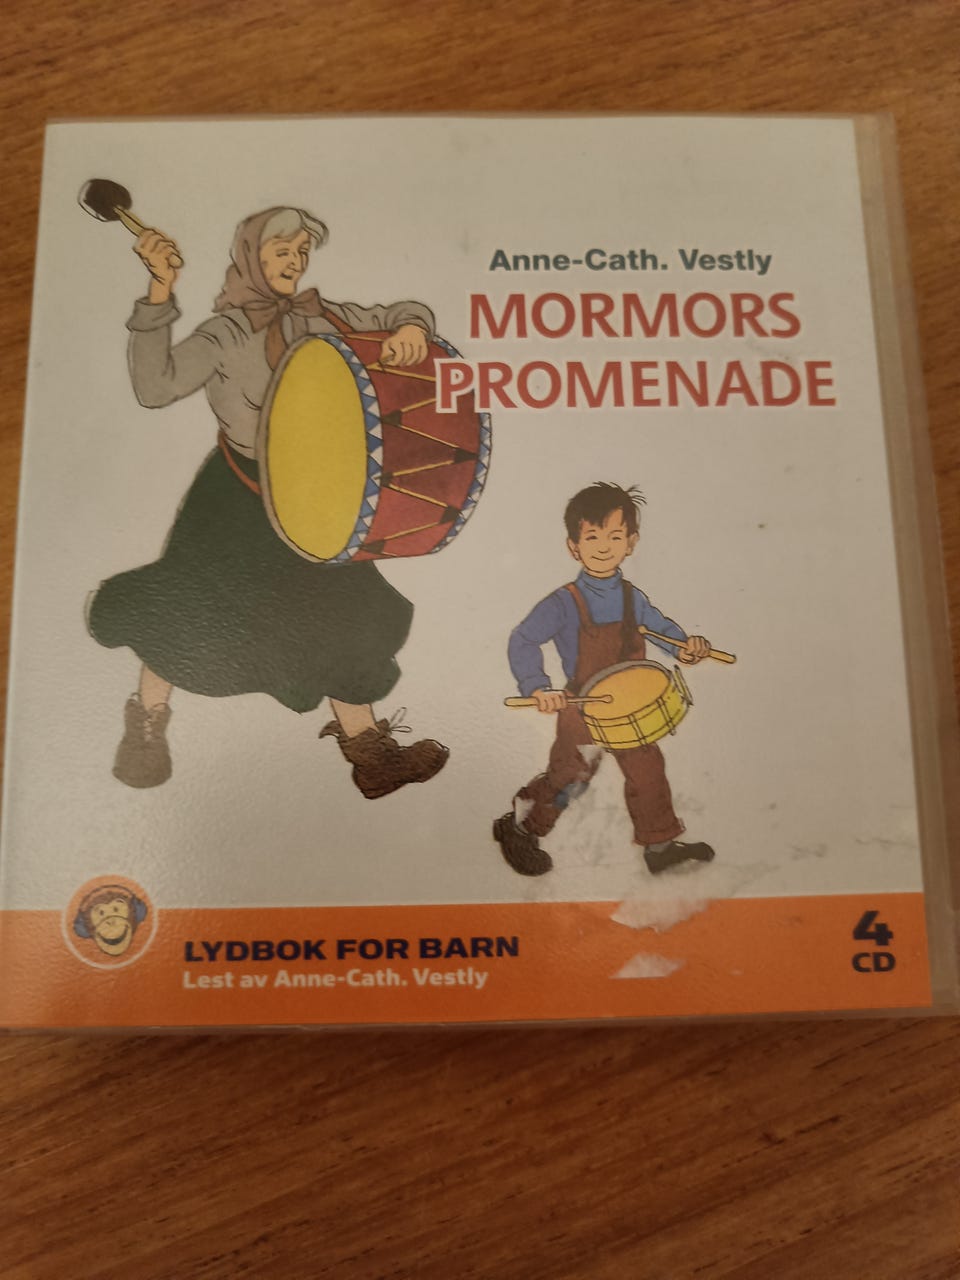 Anne-Cath. Vestly
MORMORS
PROMENADE
LYDBOK FOR BARN
Lest av Anne-Cath. Vestly
4
CD